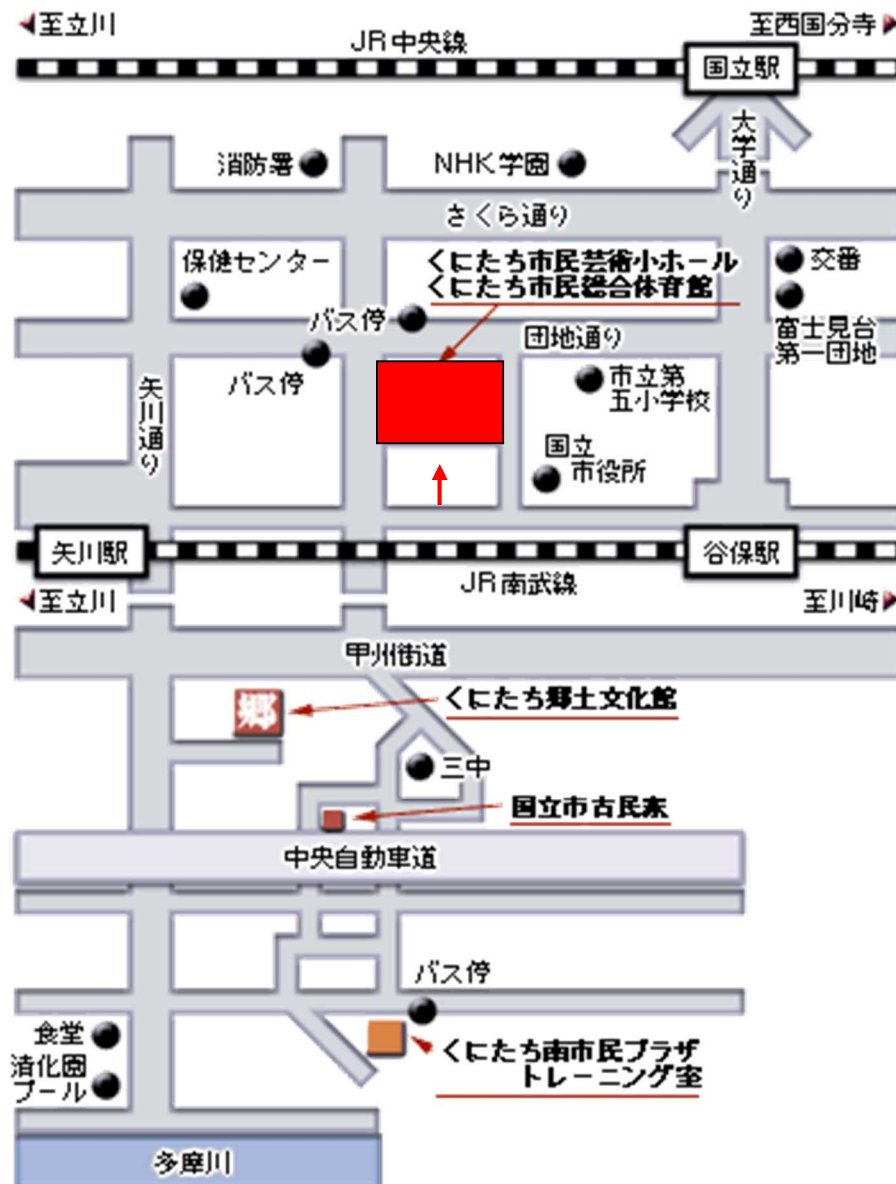 至立川
至西国分寺
JR中央線
国立駅
大学通り
消防署
NHK学園
さくら通り
保健センター
くにたち市民芸術小ホール
くにたち市民総合体育館
交番
バス停
団地通り
富士見台
第一団地
バス停
市立第
五小学校
矢川通り
国立
市役所
矢川駅
谷保駅
JR南武線
至立川
至川崎
甲州街道
郷
くにたち郷土文化館
三中
国立市古民家
中央自動車道
バス停
食堂
清化園
プール
くにたち南市民プラザ
トレーニング室
多摩川